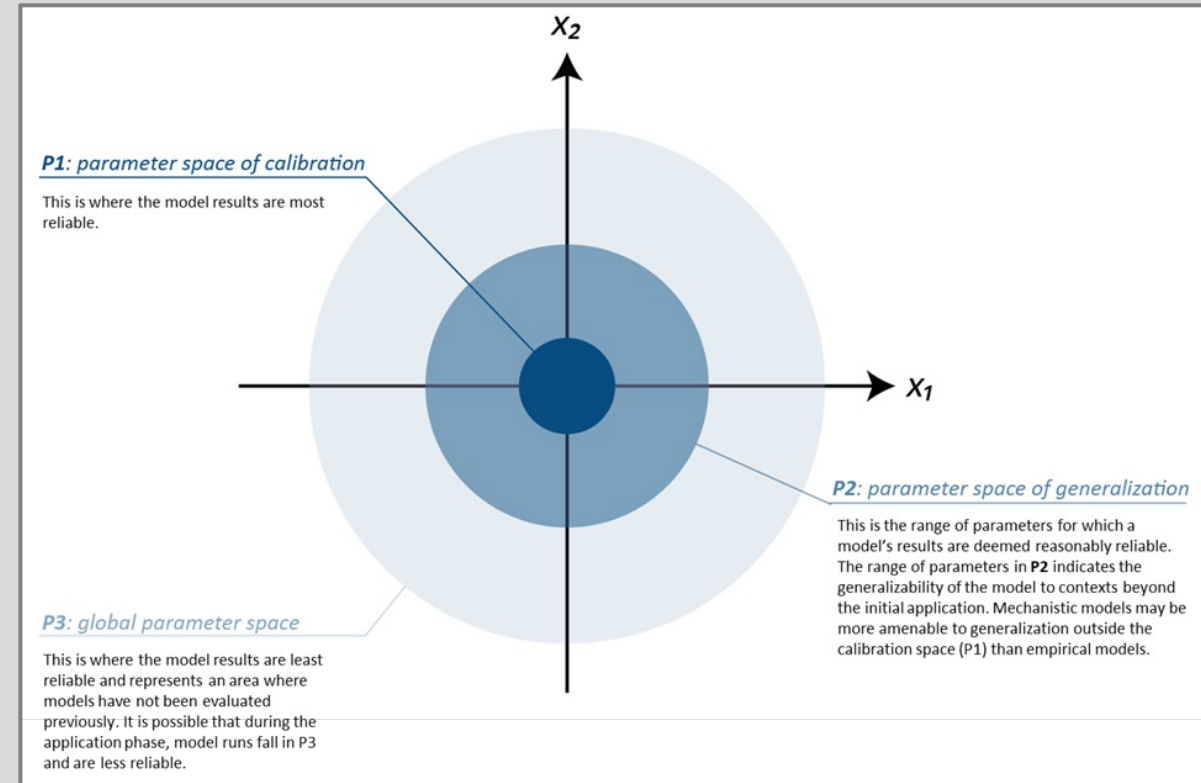 X2
P1: parameter space of calibration
This is where the model results are most
reliable.
X1
P2: parameter space of generalization
This is the range of parameters for which a
model's results are deemed reasonably reliable.
The range of parameters in P2 indicates the
generalizability of the model to contexts beyond
the initial application. Mechanistic models may be
more amenable to generalization outside the
calibration space (P1) than empirical models.
P3: global parameter space
This is where the model results are least
reliable and represents an area where
models have not been evaluated
previously. It is possible that during the
application phase, model runs fall in P3
and are less reliable.